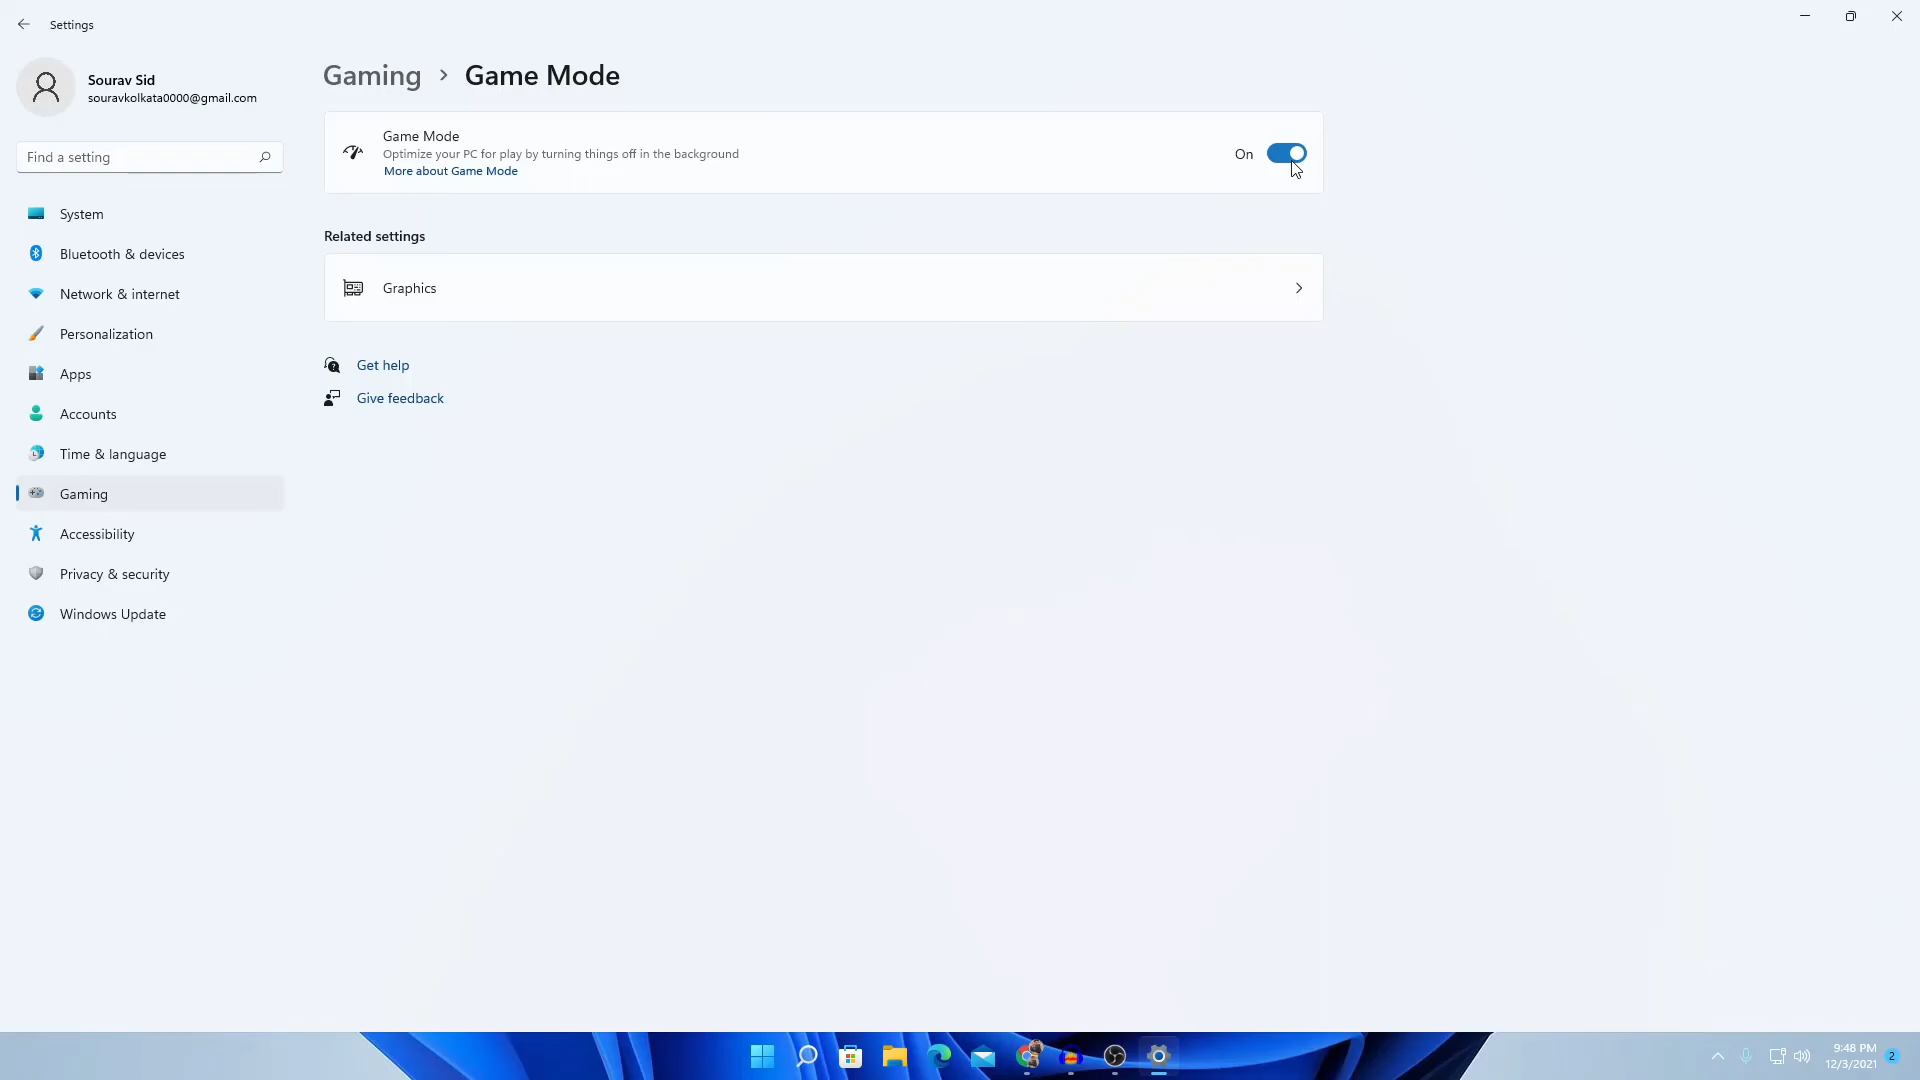 Settings
Sourav Sid
souravkolkata0000@gmail.com
Find a setting
System
Bluetooth & devices
Network & internet
Personalization
Apps
Accounts
Time & language
Gaming
Accessibility
Privacy & security
Windows Update
Gaming > Game Mode
Game Mode
Optimize your PC for play by turning things off in the background
More about Game Mode
On
Related settings
Graphics
Get help
Give feedback
9:48 PM
12/3/2021
2